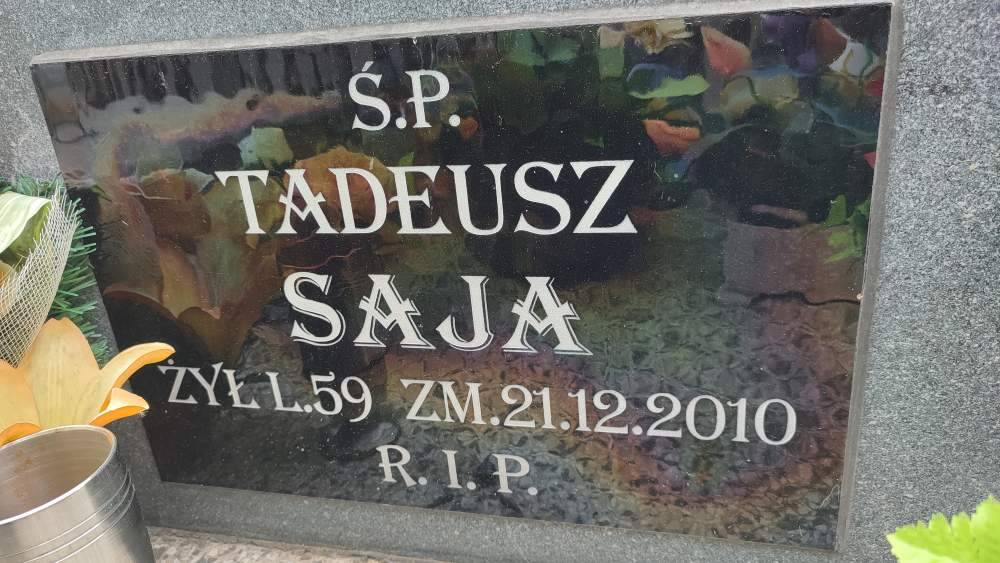 Ś.P.
TADEUSZ
SAJA
ŻYŁ L.59 ZM.21.12.2010
R. I. P.